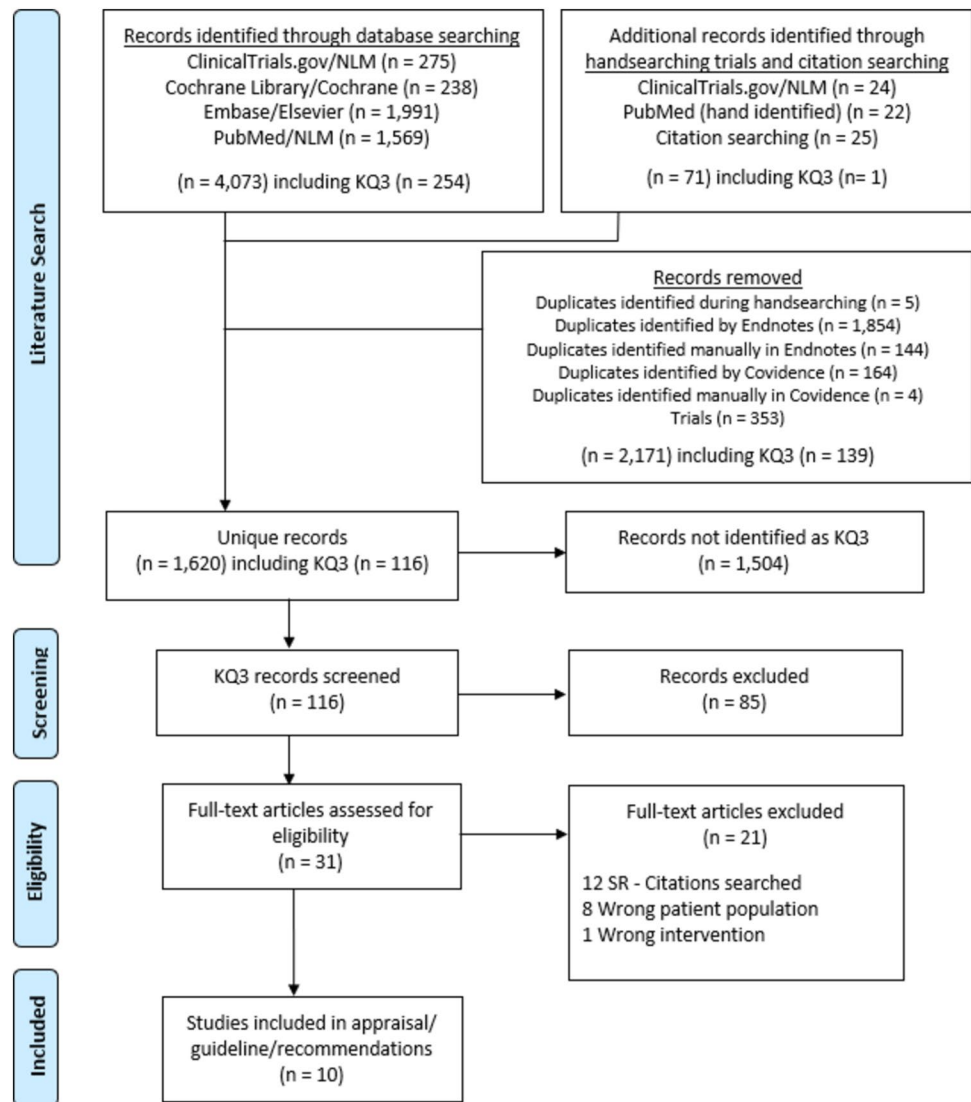 Literature Search
Records identified through database searching
ClinicalTrials.gov/NLM (n = 275)
Cochrane Library/Cochrane (n = 238)
Embase/Elsevier (n = 1,991)
PubMed/NLM (n = 1,569)
(n = 4,073) including KQ3 (n = 254)
Additional records identified through
handsearching trials and citation searching
ClinicalTrials.gov/NLM (n = 24)
PubMed (hand identified) (n = 22)
Citation searching (n = 25)
(n = 71) including KQ3 (n= 1)
Records removed
Duplicates identified during handsearching (n = 5)
Duplicates identified by Endnotes (n = 1,854)
Duplicates identified manually in Endnotes (n = 144)
Duplicates identified by Covidence (n = 164)
Duplicates identified manually in Covidence (n = 4)
Trials (n = 353)
(n = 2,171) including KQ3 (n = 139)
Unique records
(n = 1,620) including KQ3 (n = 116)
Records not identified as KQ3
(n = 1,504)
Screening
KQ3 records screened
(n = 116)
Records excluded
(n = 85)
Eligibility
Full-text articles assessed for
eligibility
(n = 31)
Full-text articles excluded
(n = 21)
12 SR - Citations searched
8 Wrong patient population
1 Wrong intervention
Included
Studies included in appraisal/
guideline/recommendations
(n = 10)